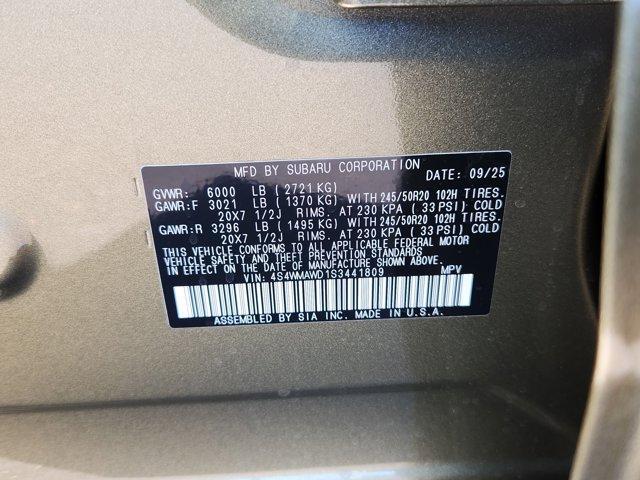 MFD BY SUBARU CORPORATION DATE: 09/25
GVWR: 6000 LB ( 2721 KG)
GAWR:F 3021 LB ( 1370 KG) WITH 245/50R20 102H TIRES.
20X7 1/2J RIMS. AT 230 KPA ( 33 PSI) COLD
GAWR:R 3296 LB ( 1495 KG) WITH 245/50R20 102H TIRES.
20X7 1/2J RIMS. AT 230 KPA ( 33 PSI) COLD
THIS VEHICLE CONFORMS TO ALL APPLICABLE FEDERAL MOTOR
VEHICLE SAFETY AND THEFT PREVENTION STANDARDS
IN EFFECT ON THE DATE OF MANUFACTURE SHOWN ABOVE.
VIN: 4S4WMAWD1S3441809 MPV
ASSEMBLED BY SIA INC. MADE IN U.S.A.